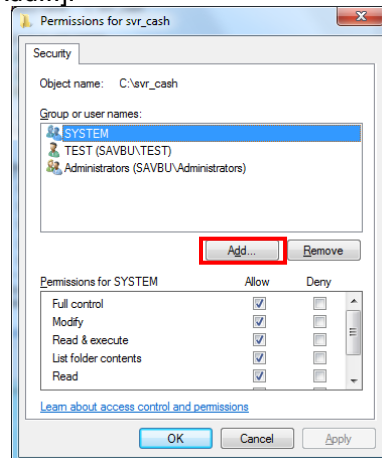 Permissions for svr_cash
Security
Object name: C:\svr_cash
Group or user names:
SYSTEM
TEST (SAVBU\TEST)
Administrators (SAVBU\Administrators)
Add... Remove
Permissions for SYSTEM Allow Deny
Full control
Modify
Read & execute
List folder contents
Read
Learn about access control and permissions
OK Cancel Apply